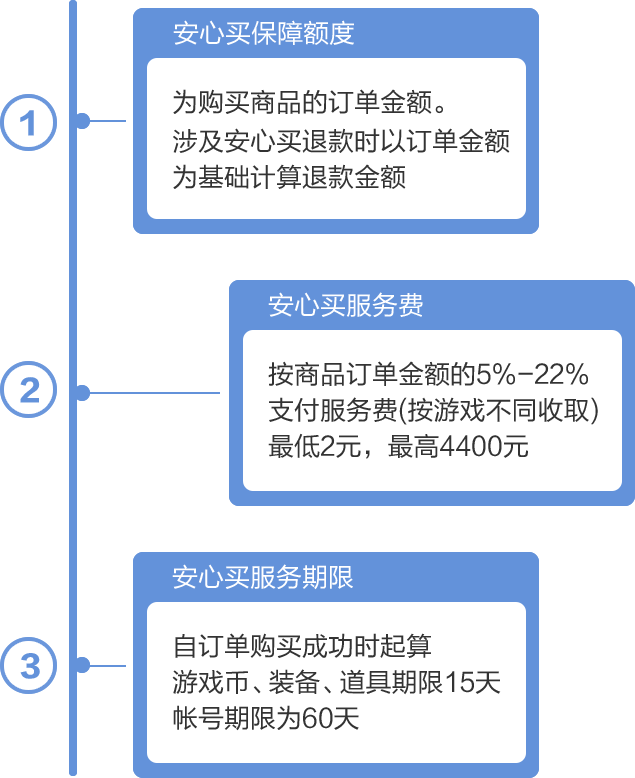 安心买保障额度
1
为购买商品的订单金额。
涉及安心买退款时以订单金额
为基础计算退款金额
安心买服务费
2
按商品订单金额的5%-22%
支付服务费(按游戏不同收取)
最低2元，最高4400元
安心买服务期限
3
自订单购买成功时起算
游戏币、装备、道具期限15天
帐号期限为60天